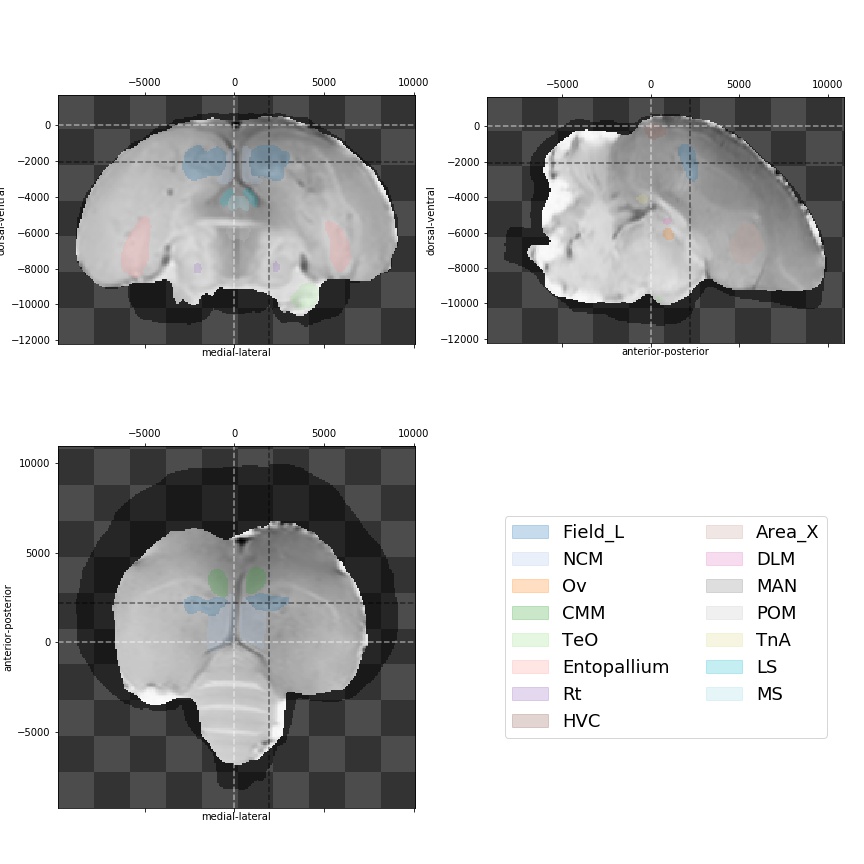 −5000 0 5000 10000
−5000 0 5000 10000
0
−2000
−4000
−6000
−8000
−10000
−12000
dorsal-ventral
medial-lateral
0
−2000
−4000
−6000
−8000
−10000
−12000
dorsal-ventral
anterior-posterior
−5000 0 5000 10000
10000
5000
0
−5000
anterior-posterior
medial-lateral
Field_L
NCM
Ov
CMM
TeO
Entopallium
Rt
HVC
Area_X
DLM
MAN
POM
TnA
LS
MS